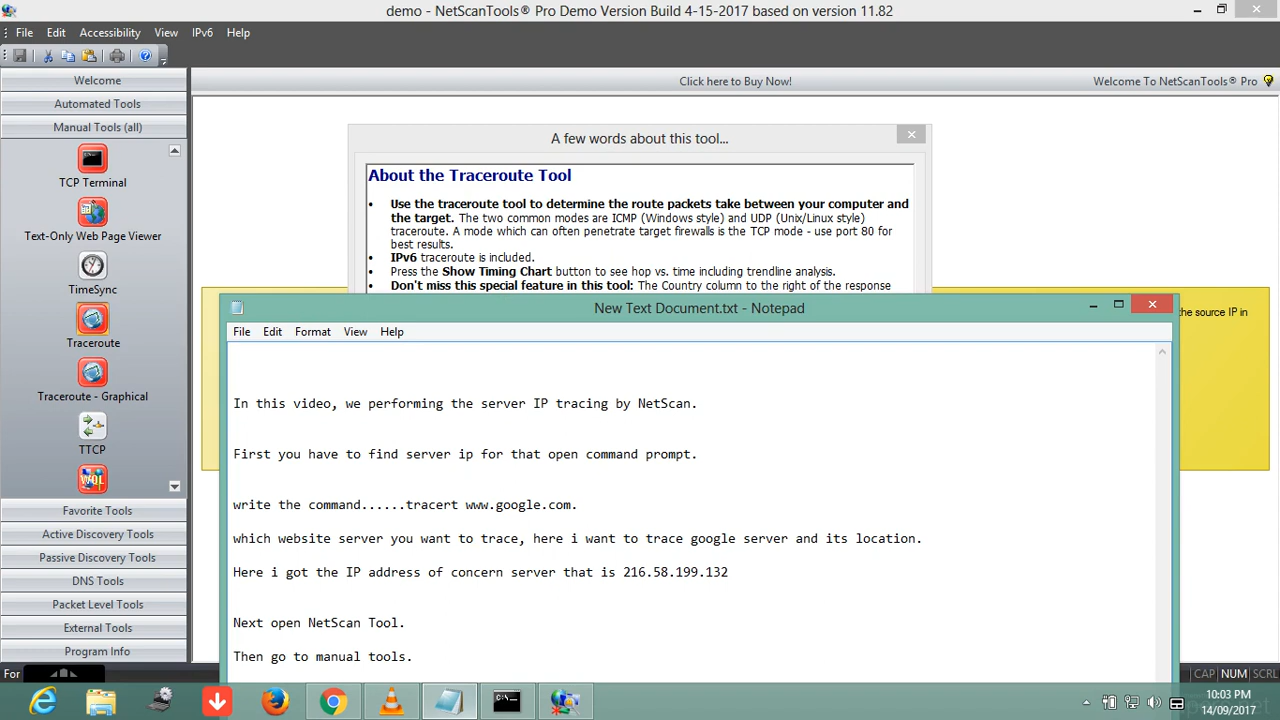 demo - NetScanTools® Pro Demo Version Build 4-15-2017 based on version 11.82
File Edit Accessibility View IPv6 Help
Welcome
Click here to Buy Now!
Welcome To NetScanTools® Pro
Automated Tools
Manual Tools (all)
TCP Terminal
Text-Only Web Page Viewer
TimeSync
Traceroute
Traceroute - Graphical
TTCP
WOL
Favorite Tools
Active Discovery Tools
Passive Discovery Tools
DNS Tools
Packet Level Tools
External Tools
Program Info
For
A few words about this tool...
About the Traceroute Tool
• Use the traceroute tool to determine the route packets take between your computer and
the target. The two common modes are ICMP (Windows style) and UDP (Unix/Linux style)
traceroute. A mode which can often penetrate target firewalls is the TCP mode - use port 80 for
best results.
• IPv6 traceroute is included.
• Press the Show Timing Chart button to see hop vs. time including trendline analysis.
• Don't miss this special feature in this tool: The Country column to the right of the response
the source IP in
New Text Document.txt - Notepad
File Edit Format View Help
In this video, we performing the server IP tracing by NetScan.
First you have to find server ip for that open command prompt.
write the command......tracert www.google.com.
which website server you want to trace, here i want to trace google server and its location.
Here i got the IP address of concern server that is 216.58.199.132
Next open NetScan Tool.
Then go to manual tools.
CAP NUM SCRL
10:03 PM
14/09/2017